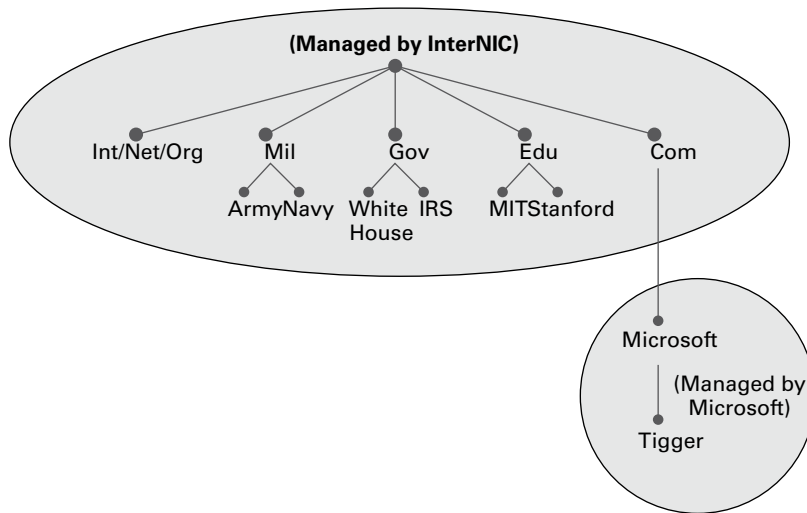 (Managed by InterNIC)
Int/Net/Org Mil Gov Edu Com
ArmyNavy White IRS MITStanford
House
Microsoft
(Managed by
Microsoft)
Tigger